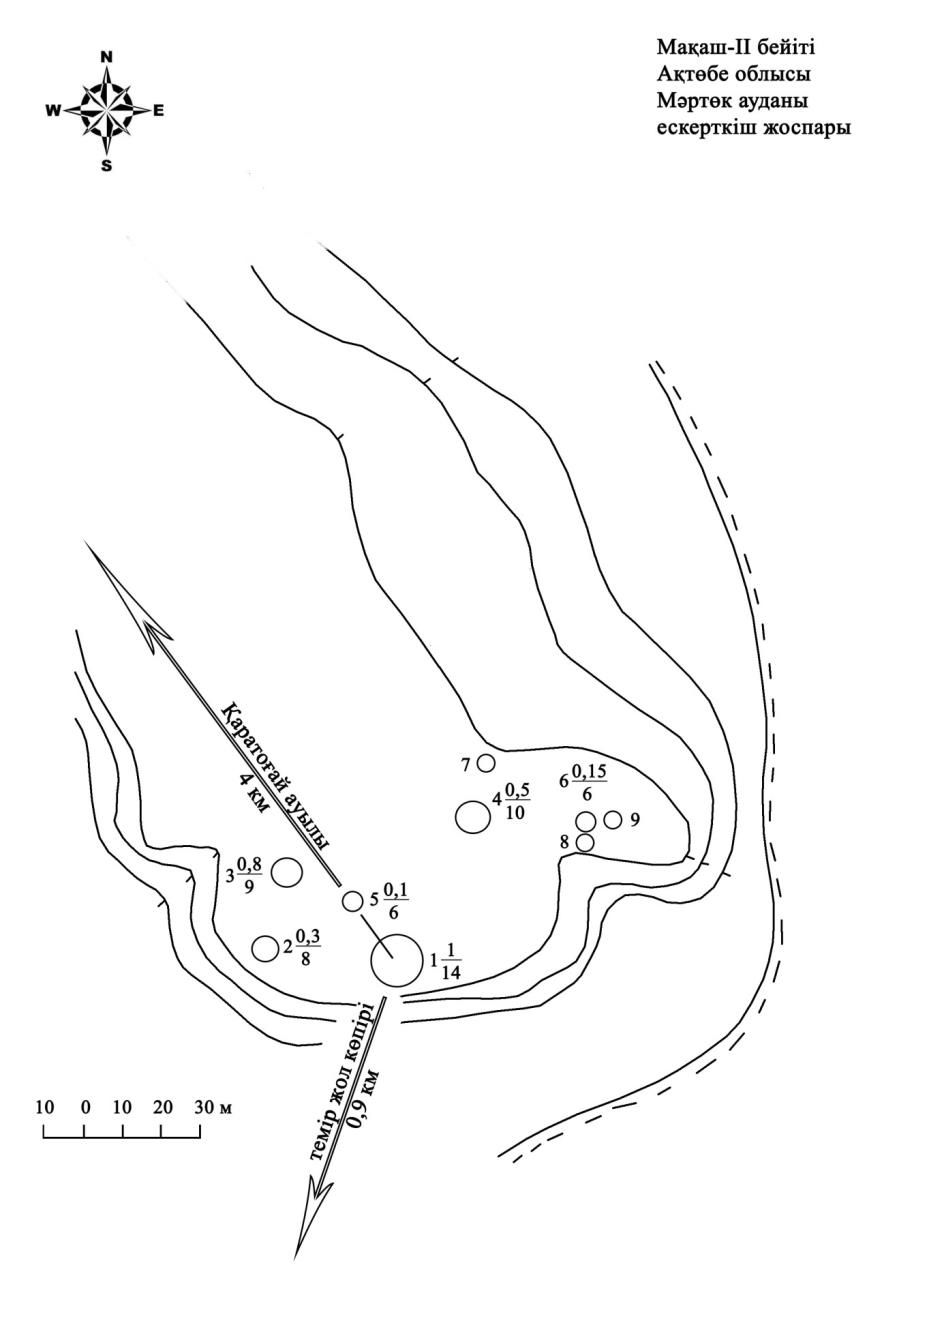 Мақаш-II бейіті
Ақтөбе облысы
Мәртөк ауданы
ескерткіш жоспары
N
W E
S
Қаратоғай ауылы
4 км
7
6 0,15/6
4 0,5/10
9
8
3 0,8/9
5 0,1/6
2 0,3/8
1 1/14
темір жол көпірі
0,9 км
10 0 10 20 30 м